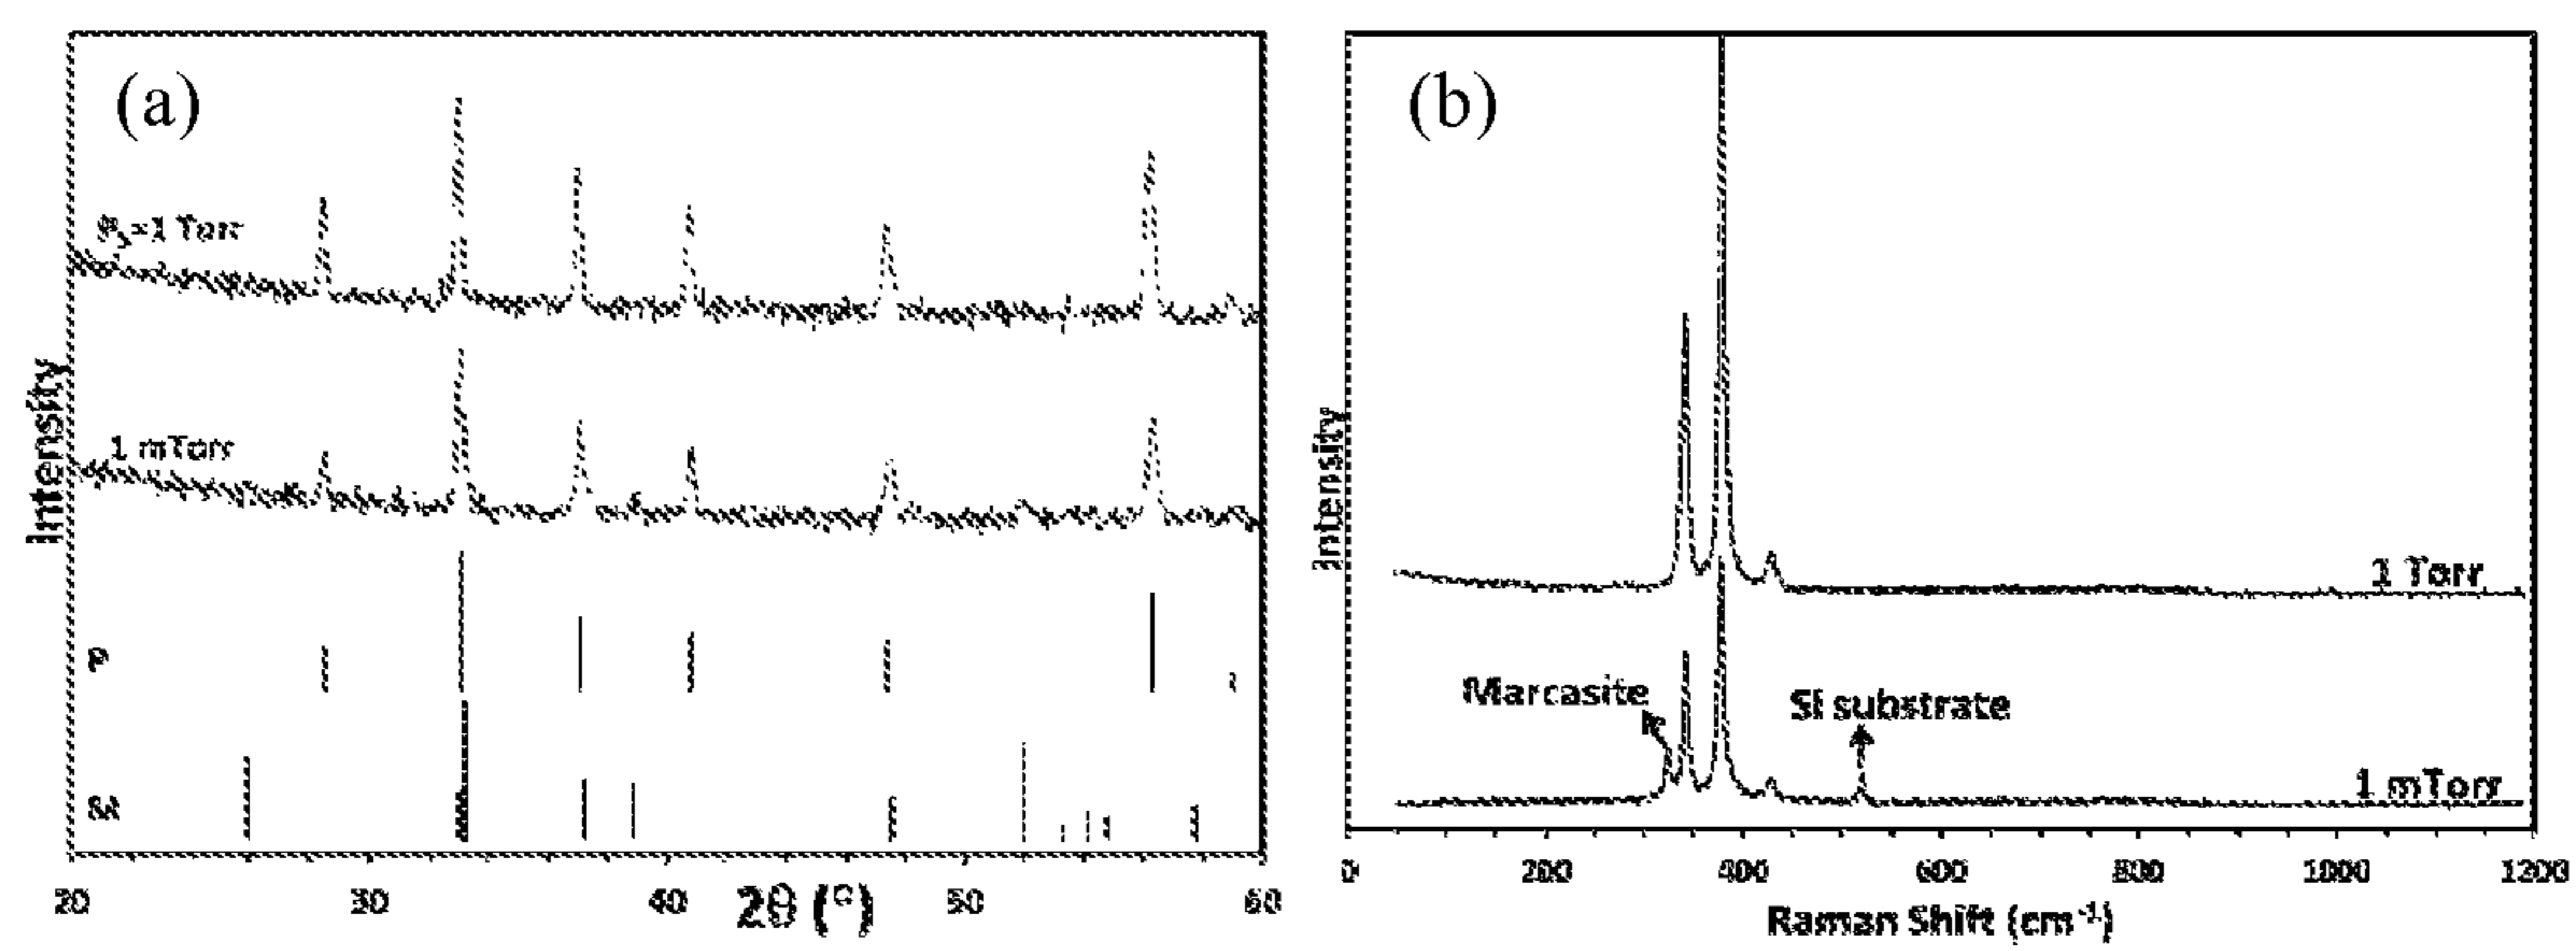 (a)
P_S=1 Torr
1 mTorr
P
M
Intensity
20 30 40 50 60
2θ (°)
(b)
1 Torr
Marcasite
Si substrate
1 mTorr
Intensity
0 200 400 600 800 1000 1200
Raman Shift (cm⁻¹)